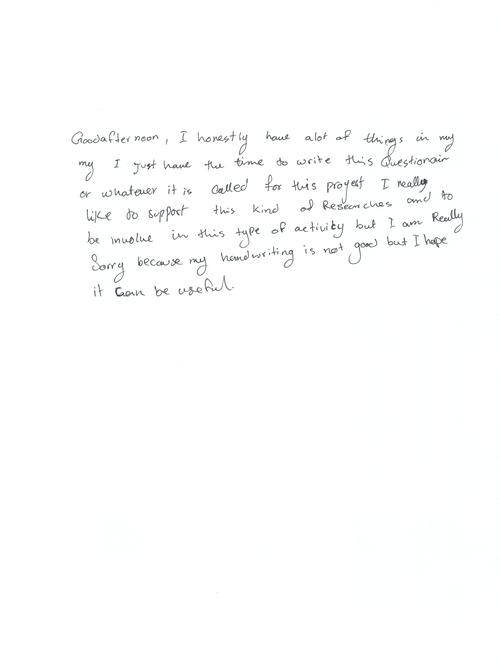 Goodafternoon, I honestly have alot of things in my
my I Just have the time to write this Questionair
or whatever it is called for this proyest I really
like to support this kind of Researches and to
be involue in this type of activity but I am Really
Sorry because my handwriting is not good but I hope
it can be useful.